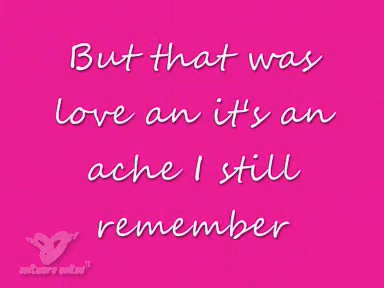 But that was
love an it's an
ache I still
remember